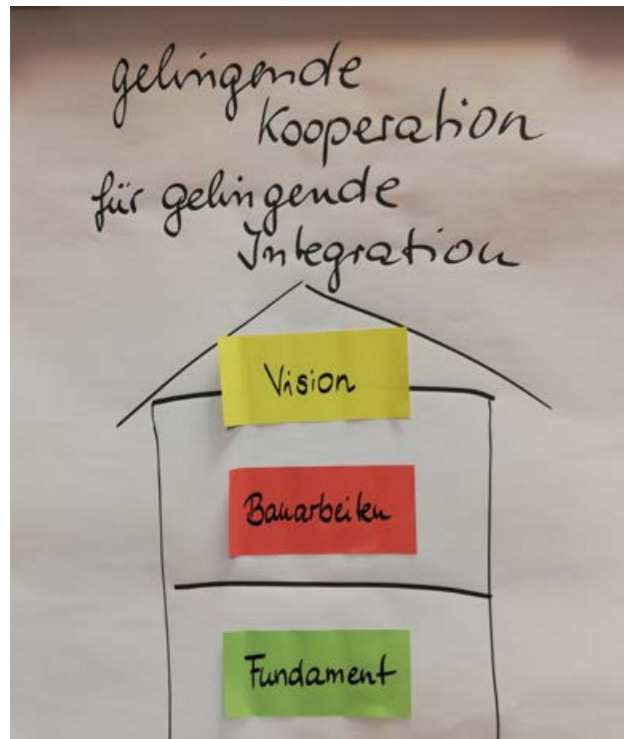 gelingende
Kooperation
für gelingende
Integration
Vision
Bauarbeiten
Fundament